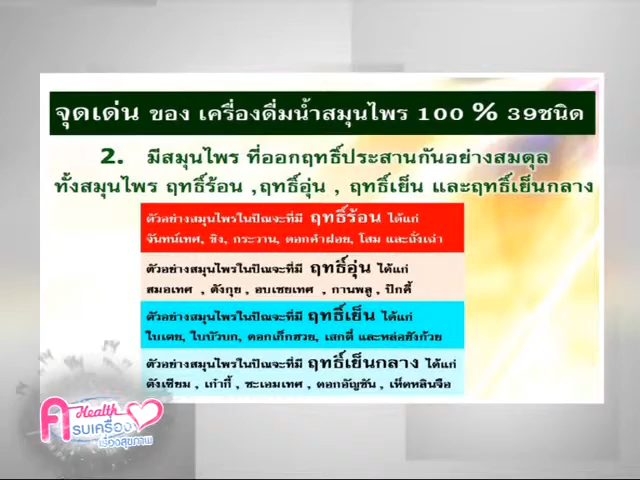 จุดเด่น ของ เครื่องดื่มน้ำสมุนไพร 100 % 39ชนิด
2. มีสมุนไพร ที่ออกฤทธิ์ประสานกันอย่างสมดุล
ทั้งสมุนไพร ฤทธิ์ร้อน ,ฤทธิ์อุ่น , ฤทธิ์เย็น และฤทธิ์เย็นกลาง
ตัวอย่างสมุนไพรในปัณจะที่มี ฤทธิ์ร้อน ได้แก่
จันทน์เทศ, ขิง, กระวาน, ดอกคำฝอย, โสม และถั่งเฉ่า
ตัวอย่างสมุนไพรในปัณจะที่มี ฤทธิ์อุ่น ได้แก่
สมอเทศ , ตังกุย , อบเชยเทศ , กานพลู , ปักคี้
ตัวอย่างสมุนไพรในปัณจะที่มี ฤทธิ์เย็น ได้แก่
ใบเตย, ใบบัวบก, ดอกเก็กฮวย, เสกตี่ และหล่อฮังก้วย
ตัวอย่างสมุนไพรในปัณจะที่มี ฤทธิ์เย็นกลาง ได้แก่
ตังเซียม , เก๋ากี้ , ชะเอมเทศ , ดอกอัญชัน , เห็ดหลินจือ
Health
ครบเครื่อง
เรื่องสุขภาพ